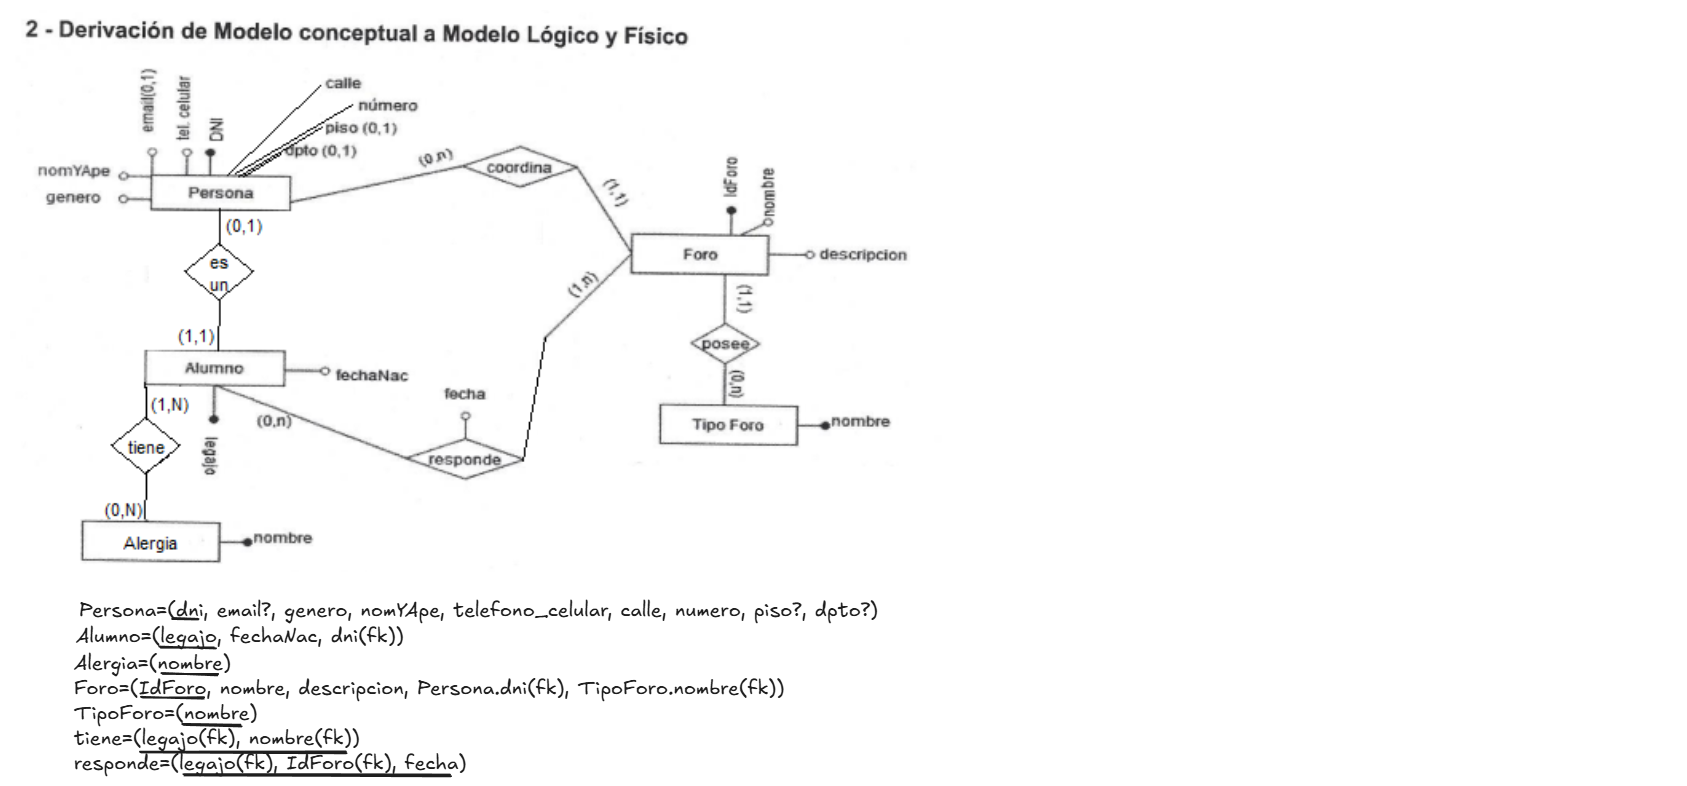 2 - Derivación de Modelo conceptual a Modelo Lógico y Físico
email(0,1)
tel. celular
DNI
calle
número
piso (0,1)
dpto (0,1)
nomYApe
genero
Persona
(0,n)
coordina
(1,1)
IdForo
nombre
Foro
descripcion
(0,1)
es
un
(1,1)
Alumno
fechaNac
(1,n)
(1,1)
posee
(0,n)
Tipo Foro
nombre
(1,N)
legajo
(0,n)
fecha
responde
tiene
(0,N)
Alergia
nombre
Persona=(dni, email?, genero, nomYApe, telefono_celular, calle, numero, piso?, dpto?)
Alumno=(legajo, fechaNac, dni(fk))
Alergia=(nombre)
Foro=(IdForo, nombre, descripcion, Persona.dni(fk), TipoForo.nombre(fk))
TipoForo=(nombre)
tiene=(legajo(fk), nombre(fk))
responde=(legajo(fk), IdForo(fk), fecha)